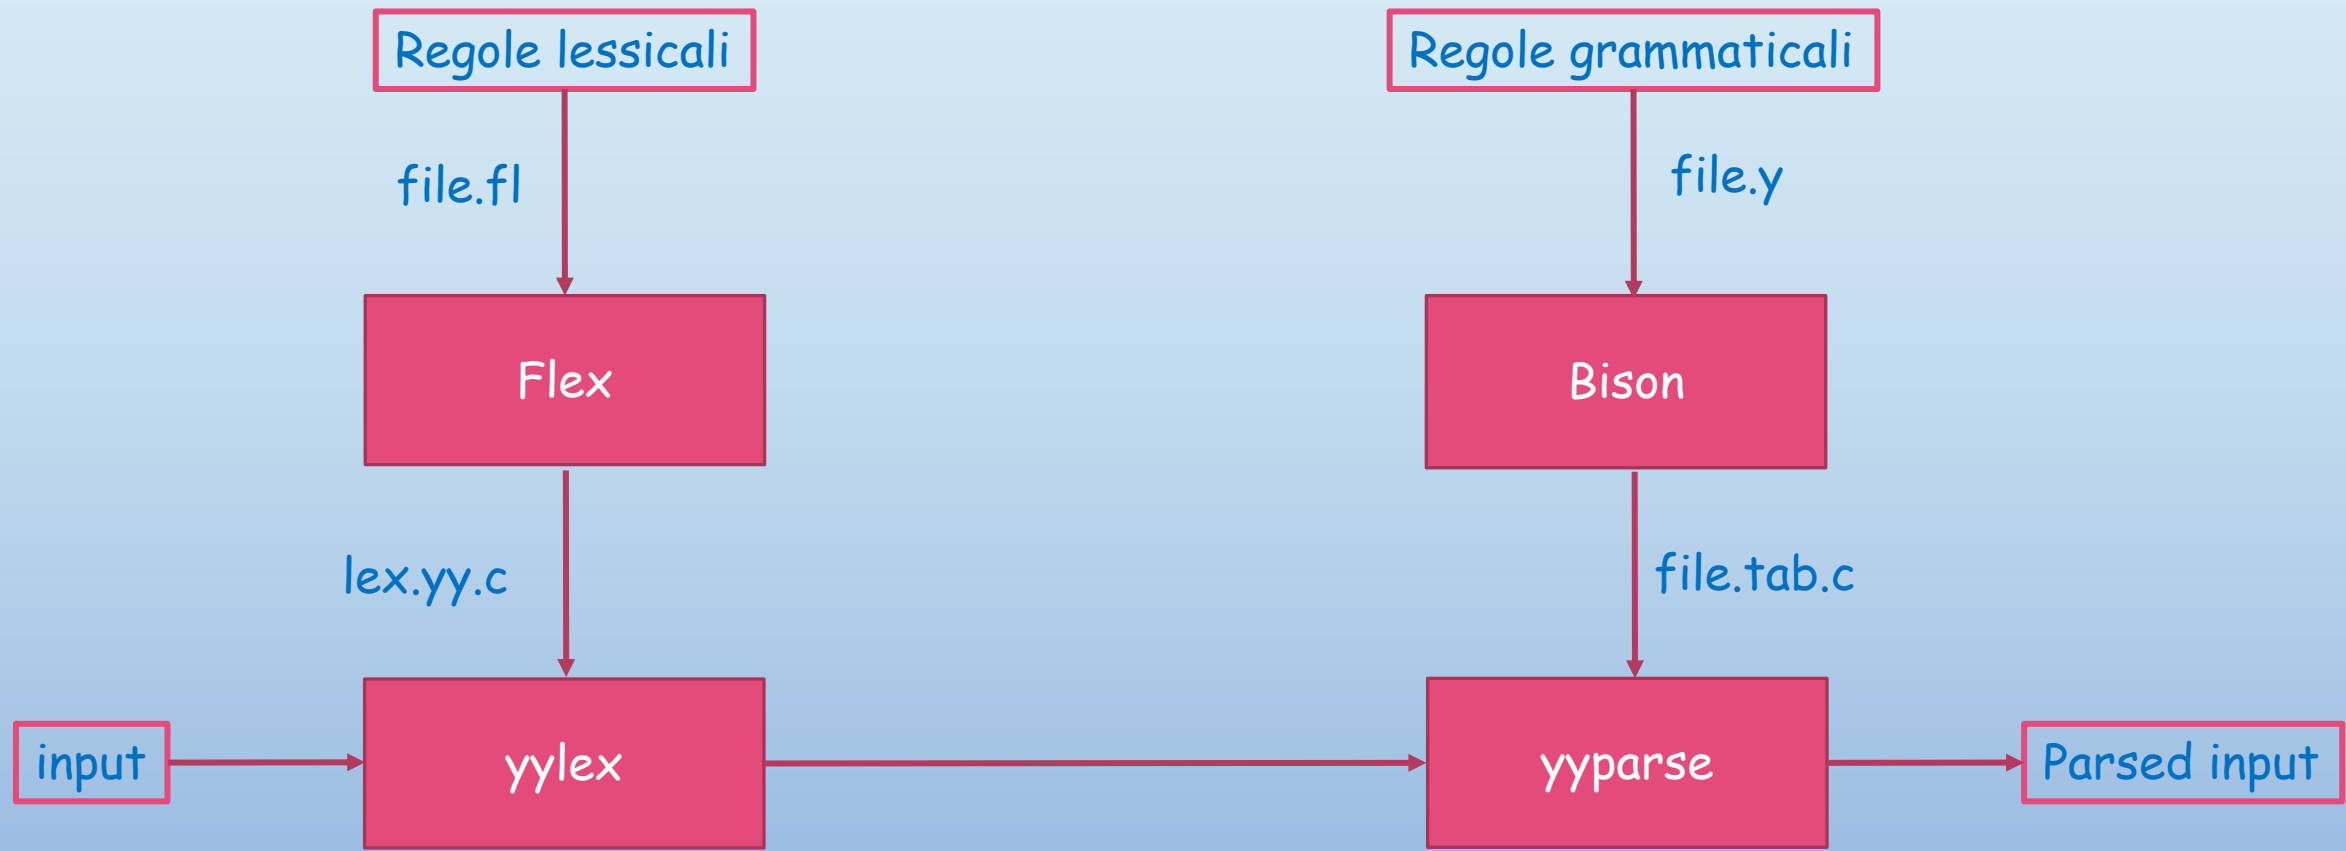 Regole lessicali
Regole grammaticali
file.fl
file.y
Flex
Bison
lex.yy.c
file.tab.c
input
yylex
yyparse
Parsed input